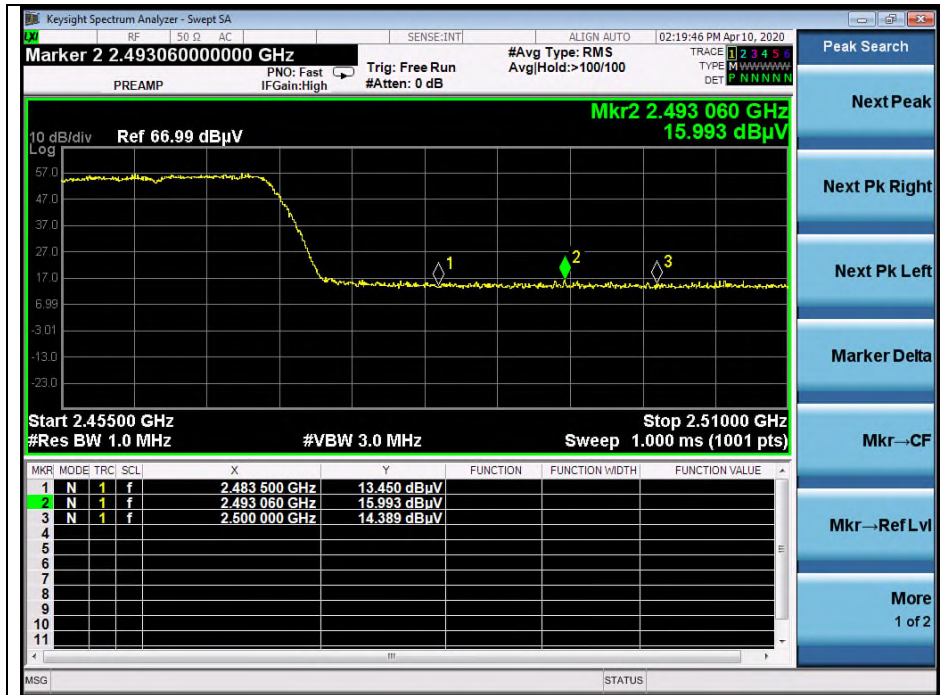 Keysight Spectrum Analyzer - Swept SA
LXI RF 50 Ω AC SENSE:INT ALIGN AUTO 02:19:46 PM Apr 10, 2020
Marker 2 2.493060000000 GHz
PREAMP
PNO: Fast
IFGain:High
Trig: Free Run
#Atten: 0 dB
#Avg Type: RMS
Avg|Hold:>100/100
TRACE 1 2 3 4 5 6
TYPE M W W W W W
DET P N N N N N
Mkr2 2.493 060 GHz
15.993 dBµV
10 dB/div Ref 66.99 dBµV
Log
57.0
47.0
37.0
27.0
17.0
6.99
-3.01
-13.0
-23.0
1
2
3
Start 2.45500 GHz Stop 2.51000 GHz
#Res BW 1.0 MHz #VBW 3.0 MHz Sweep 1.000 ms (1001 pts)
MKR MODE TRC SCL X Y FUNCTION FUNCTION WIDTH FUNCTION VALUE
1 N 1 f 2.483 500 GHz 13.450 dBµV
2 N 1 f 2.493 060 GHz 15.993 dBµV
3 N 1 f 2.500 000 GHz 14.389 dBµV
4
5
6
7
8
9
10
11
MSG STATUS
Peak Search
Next Peak
Next Pk Right
Next Pk Left
Marker Delta
Mkr→CF
Mkr→Ref Lvl
More
1 of 2